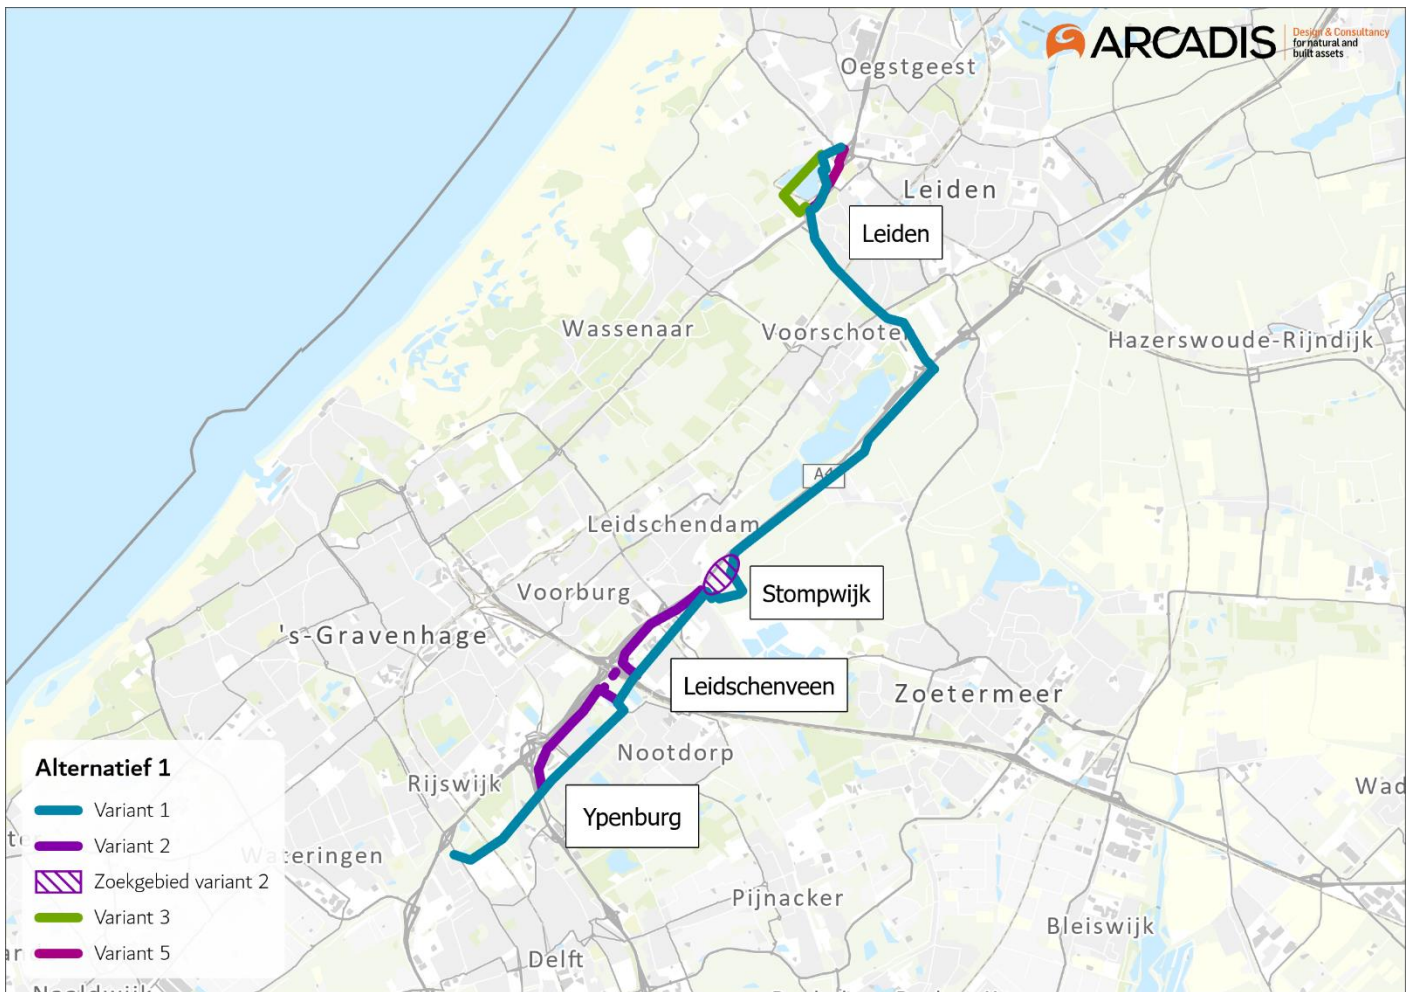 ARCADIS
Design & Consultancy
for natural and
built assets
Oegstgeest
Leiden
Leiden
Wassenaar
Voorschoten
Hazerswoude-Rijndijk
A4
Leidschendam
Stompwijk
Voorburg
's-Gravenhage
Leidschenveen
Zoetermeer
Nootdorp
Rijswijk
Ypenburg
Wad
Wateringen
Pijnacker
Bleiswijk
Delft
Alternatief 1
Variant 1
Variant 2
Zoekgebied variant 2
Variant 3
Variant 5